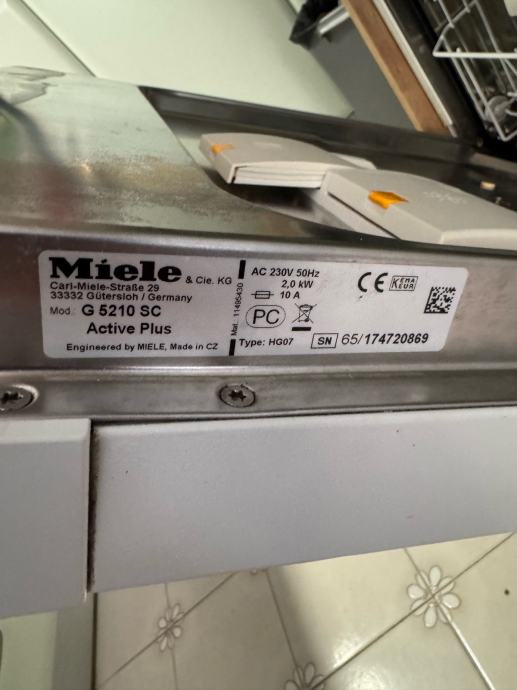 Miele & Cie. KG
Carl-Miele-Straße 29
33332 Gütersloh / Germany
Mod.: G 5210 SC
Active Plus
Engineered by MIELE, Made in CZ
Mat. 11495430
AC 230V 50Hz
2,0 kW
10 A
PC
Type: HG07
CE KEMA KEUR
SN 65/174720869